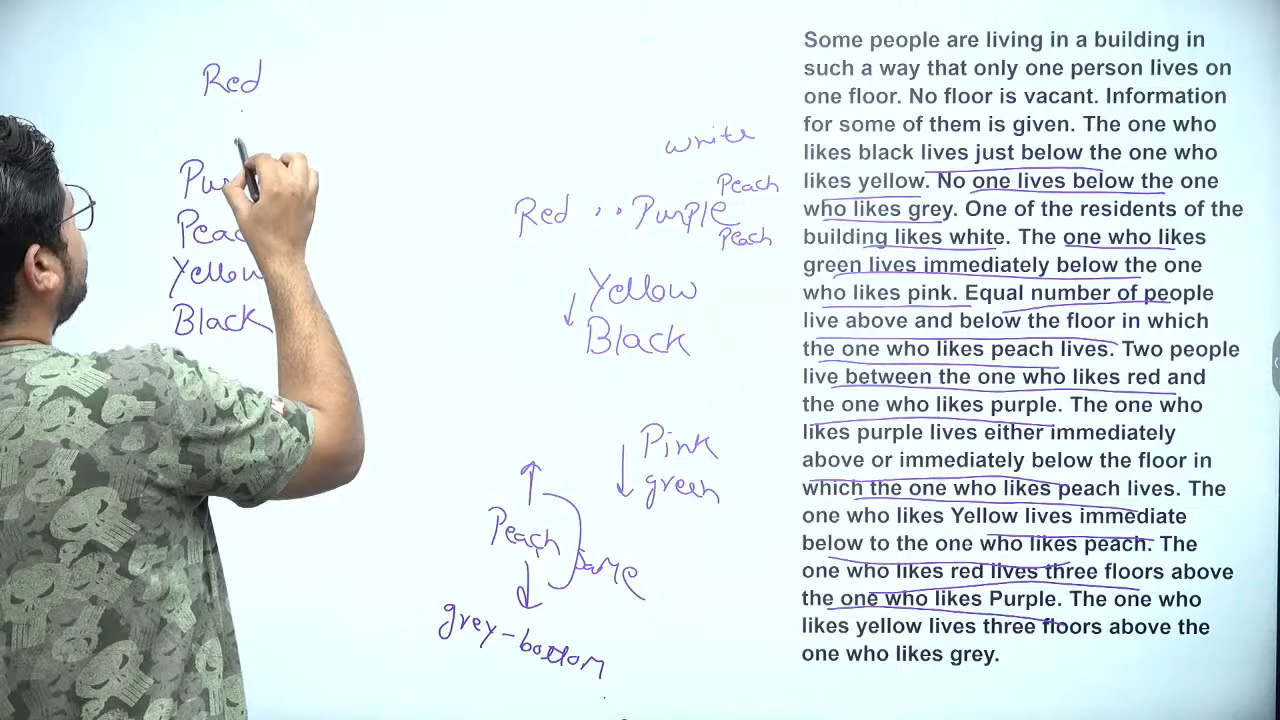 Red
Purple
Peach
Yellow
Black
white
Peach
Red . . Purple
Peach
Yellow
Black
Pink
green
Peach
Same
grey-bottom
Some people are living in a building in
such a way that only one person lives on
one floor. No floor is vacant. Information
for some of them is given. The one who
likes black lives just below the one who
likes yellow. No one lives below the one
who likes grey. One of the residents of the
building likes white. The one who likes
green lives immediately below the one
who likes pink. Equal number of people
live above and below the floor in which
the one who likes peach lives. Two people
live between the one who likes red and
the one who likes purple. The one who
likes purple lives either immediately
above or immediately below the floor in
which the one who likes peach lives. The
one who likes Yellow lives immediate
below to the one who likes peach. The
one who likes red lives three floors above
the one who likes Purple. The one who
likes yellow lives three floors above the
one who likes grey.